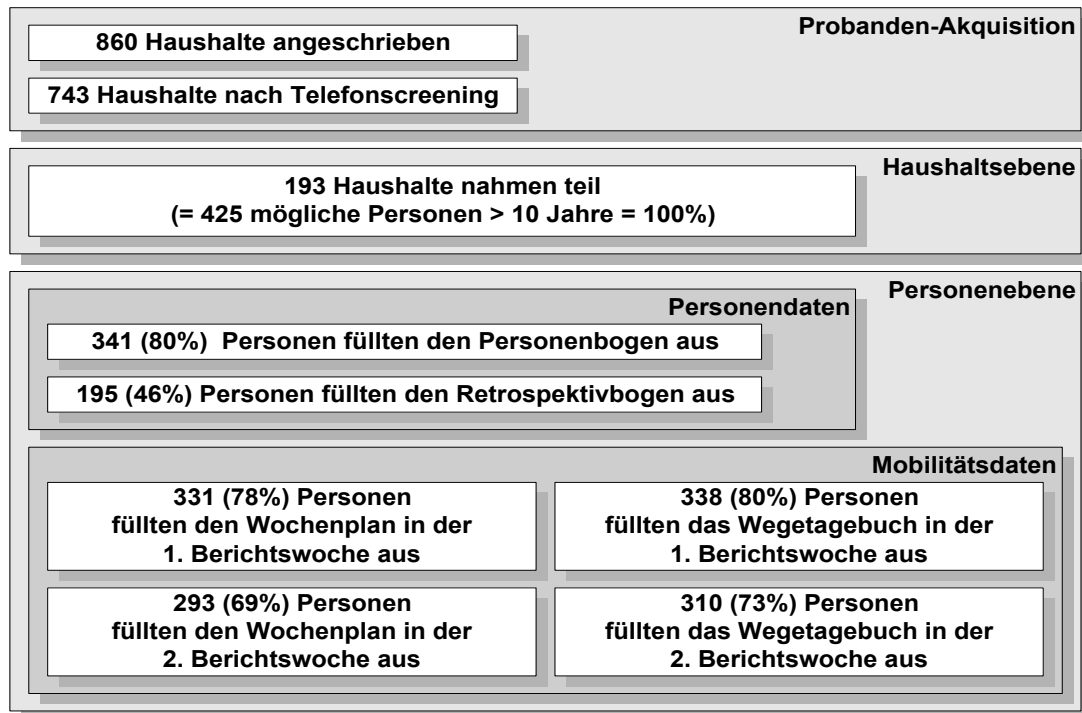 Probanden-Akquisition
860 Haushalte angeschrieben
743 Haushalte nach Telefonscreening
Haushaltsebene
193 Haushalte nahmen teil
(= 425 mögliche Personen > 10 Jahre = 100%)
Personenebene
Personendaten
341 (80%) Personen füllten den Personenbogen aus
195 (46%) Personen füllten den Retrospektivbogen aus
Mobilitätsdaten
331 (78%) Personen
füllten den Wochenplan in der
1. Berichtswoche aus
338 (80%) Personen
füllten das Wegetagebuch in der
1. Berichtswoche aus
293 (69%) Personen
füllten den Wochenplan in der
2. Berichtswoche aus
310 (73%) Personen
füllten das Wegetagebuch in der
2. Berichtswoche aus